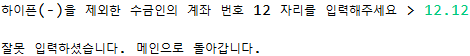 하이픈(-)을 제외한 수금인의 계좌 번호 12 자리를 입력해주세요 > 12.12
잘못 입력하셨습니다. 메인으로 돌아갑니다.